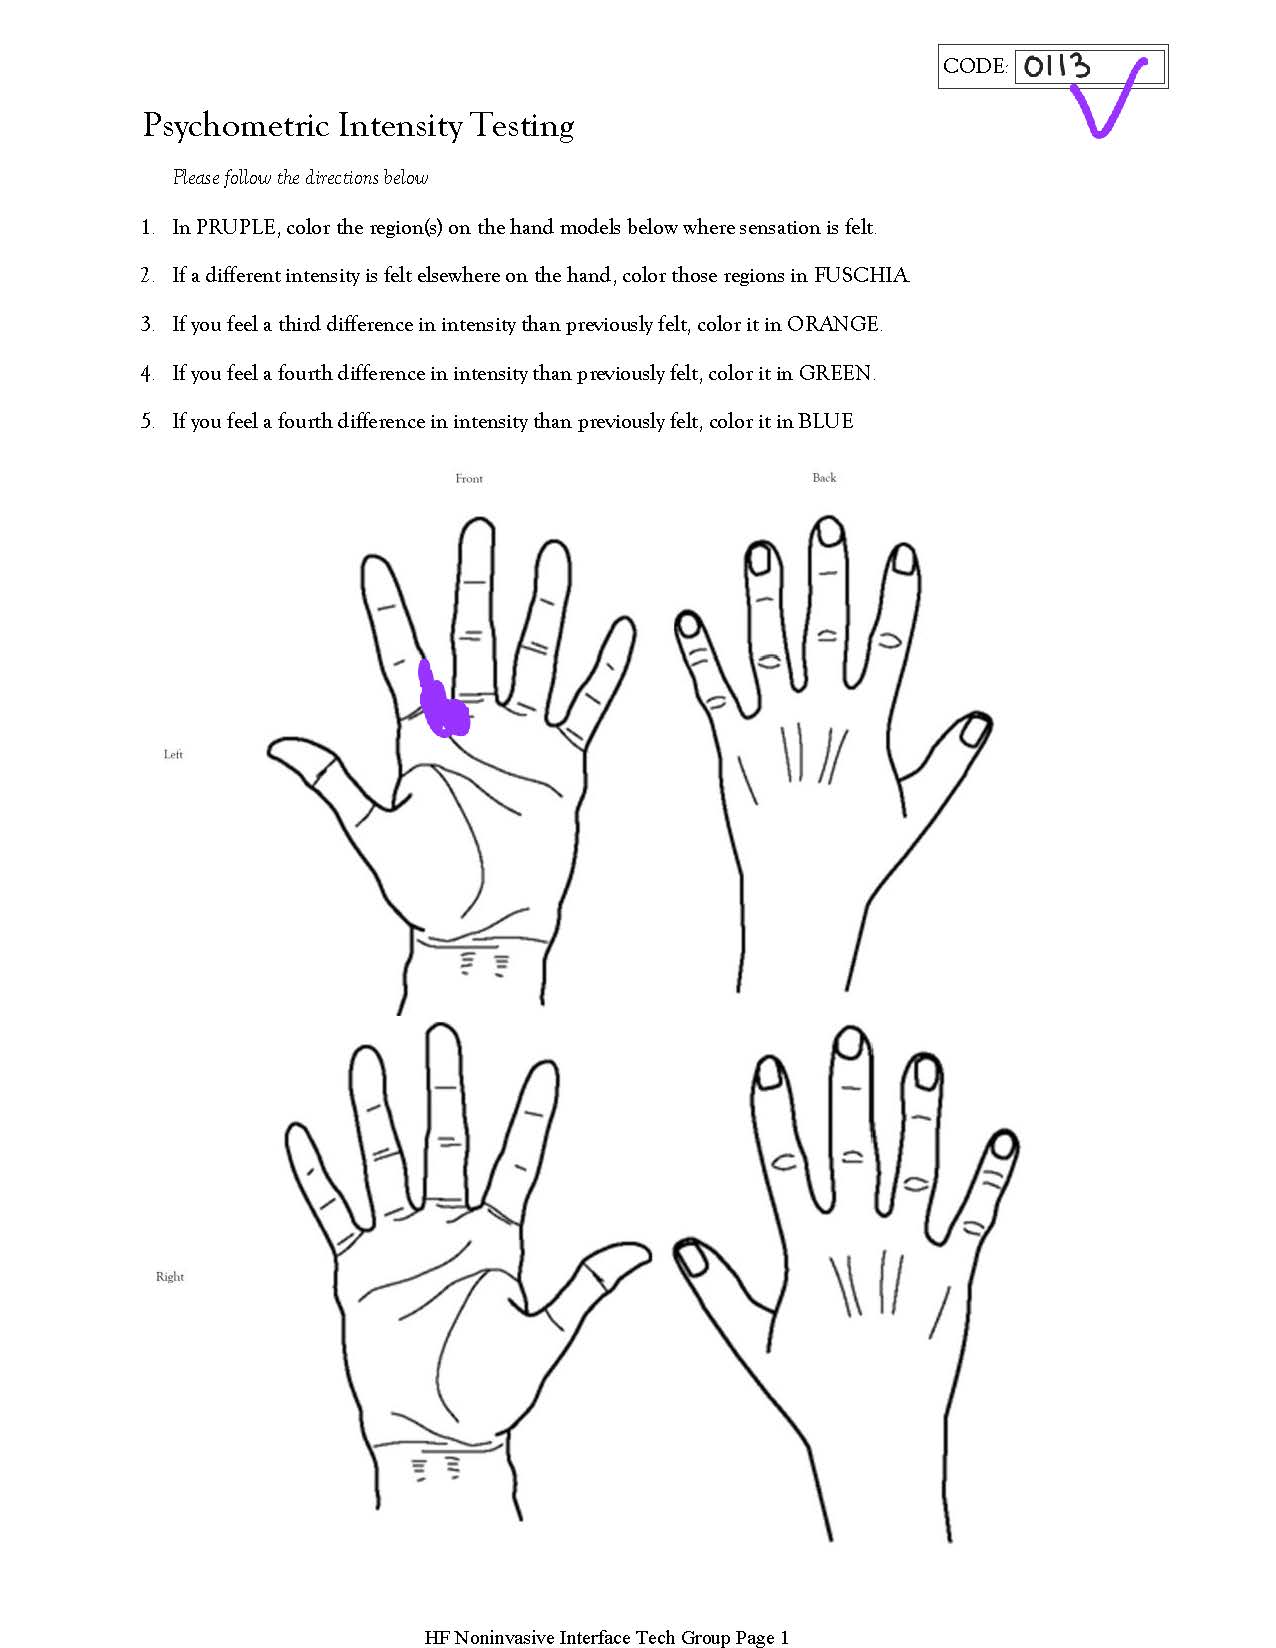 CODE: 0113
Psychometric Intensity Testing
Please follow the directions below
1. In PRUPLE, color the region(s) on the hand models below where sensation is felt.
2. If a different intensity is felt elsewhere on the hand, color those regions in FUSCHIA.
3. If you feel a third difference in intensity than previously felt, color it in ORANGE.
4. If you feel a fourth difference in intensity than previously felt, color it in GREEN.
5. If you feel a fourth difference in intensity than previously felt, color it in BLUE
Front Back
Left
Right
HF Noninvasive Interface Tech Group Page 1